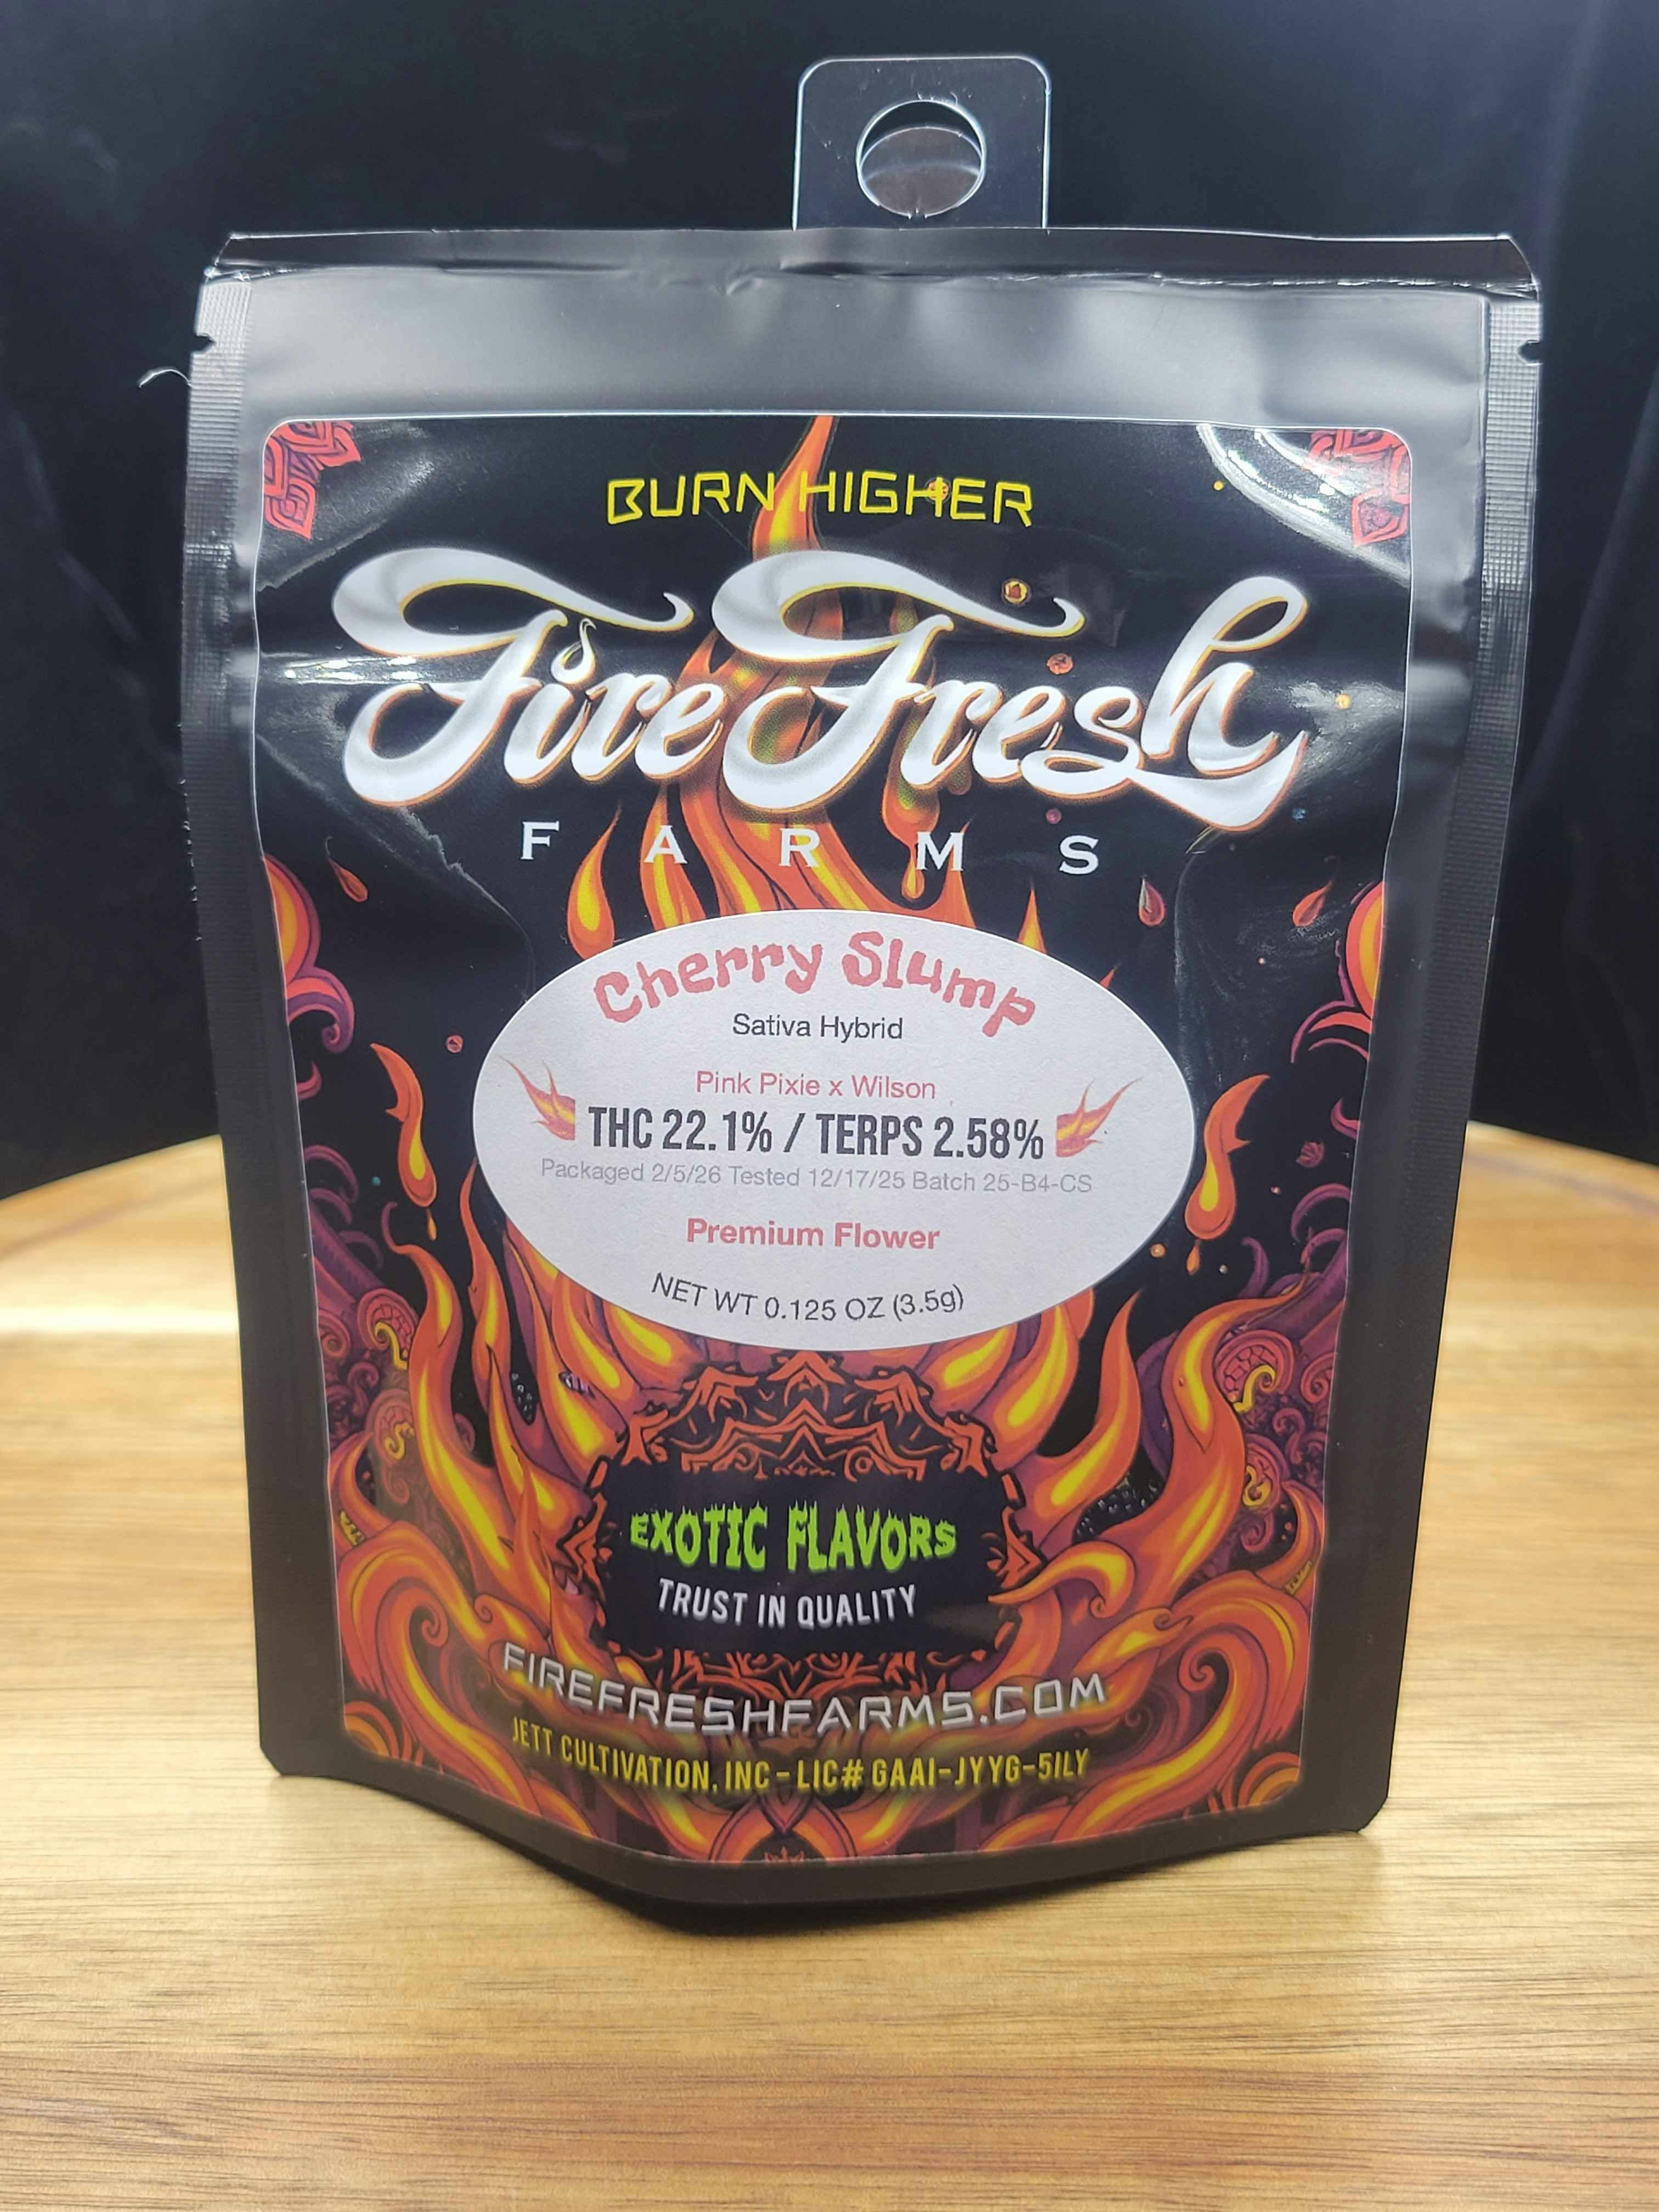 BURN HIGHER
Fire Fresh
FARMS
Cherry Slump
Sativa Hybrid
Pink Pixie x Wilson
THC 22.1% / TERPS 2.58%
Packaged 2/5/26 Tested 12/17/25 Batch 25-B4-CS
Premium Flower
NET WT 0.125 OZ (3.5g)
EXOTIC FLAVORS
TRUST IN QUALITY
FIREFRESHFARMS.COM
JETT CULTIVATION, INC - LIC# GAAI-JYYG-5ILY